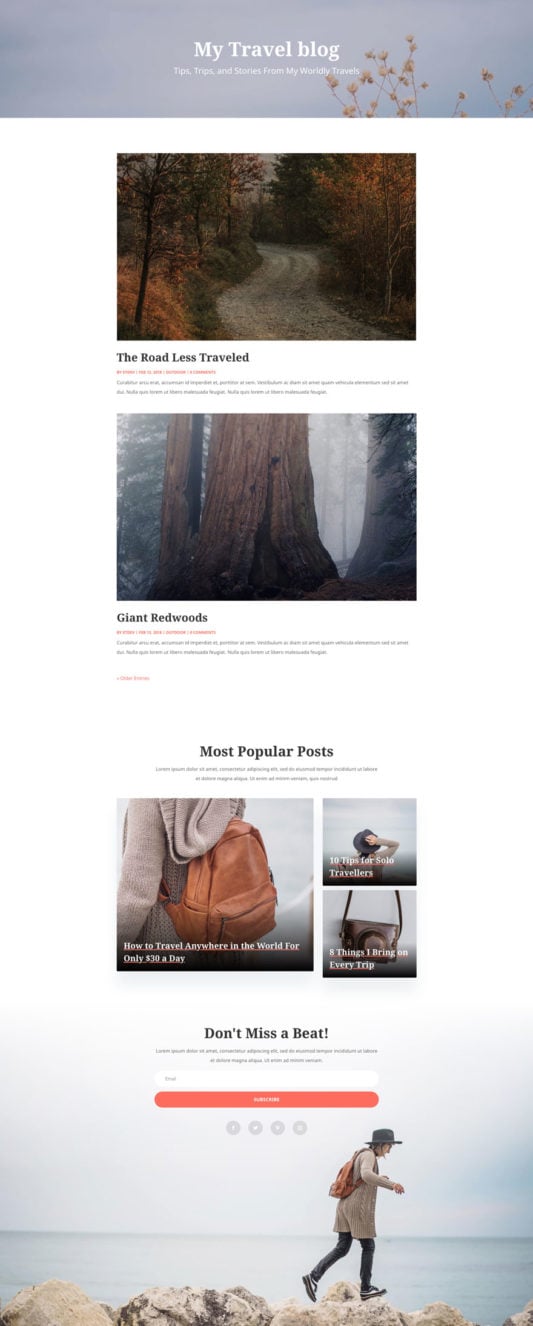 My Travel blog
Tips, Trips, and Stories From My Worldly Travels
The Road Less Traveled
| FEB 13, 2018 | OUTDOOR | 0 COMMENTS
Curabitur arcu erat, accumsan id imperdiet et, porttitor at sem. Vestibulum ac diam sit amet quam vehicula elementum sed sit amet
dui. Nulla quis lorem ut libero malesuada feugiat. Nulla quis lorem ut libero malesuada feugiat.
Giant Redwoods
| FEB 13, 2018 | OUTDOOR | 0 COMMENTS
Curabitur arcu erat, accumsan id imperdiet et, porttitor at sem. Vestibulum ac diam sit amet quam vehicula elementum sed sit amet
dui. Nulla quis lorem ut libero malesuada feugiat. Nulla quis lorem ut libero malesuada feugiat.
« Older Entries
Most Popular Posts
Lorem ipsum dolor sit amet, consectetur adipiscing elit, sed do eiusmod tempor incididunt ut labore
et dolore magna aliqua. Ut enim ad minim veniam, quis nostrud
10 Tips for Solo
Travellers
How to Travel Anywhere in the World For
Only $30 a Day
8 Things I Bring on
Every Trip
Don't Miss a Beat!
Lorem ipsum dolor sit amet, consectetur adipiscing elit, sed do eiusmod tempor incididunt ut labore
et dolore magna aliqua. Ut enim ad minim veniam.
Email
SUBSCRIBE